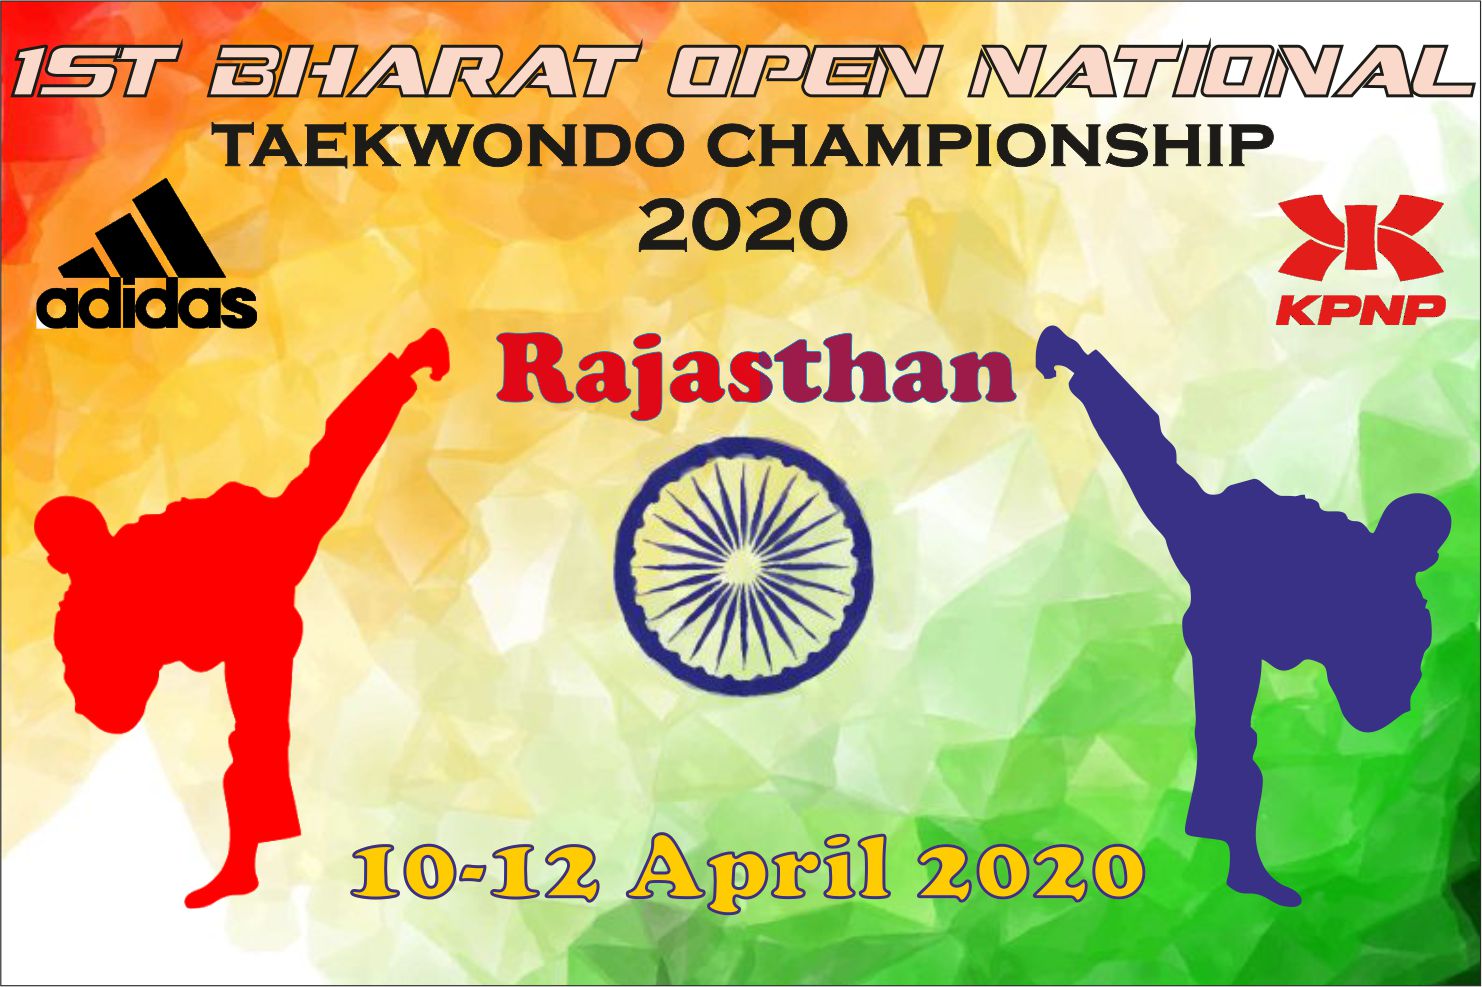 1ST BHARAT OPEN NATIONAL
TAEKWONDO CHAMPIONSHIP
2020
adidas
KPNP
Rajasthan
10-12 April 2020